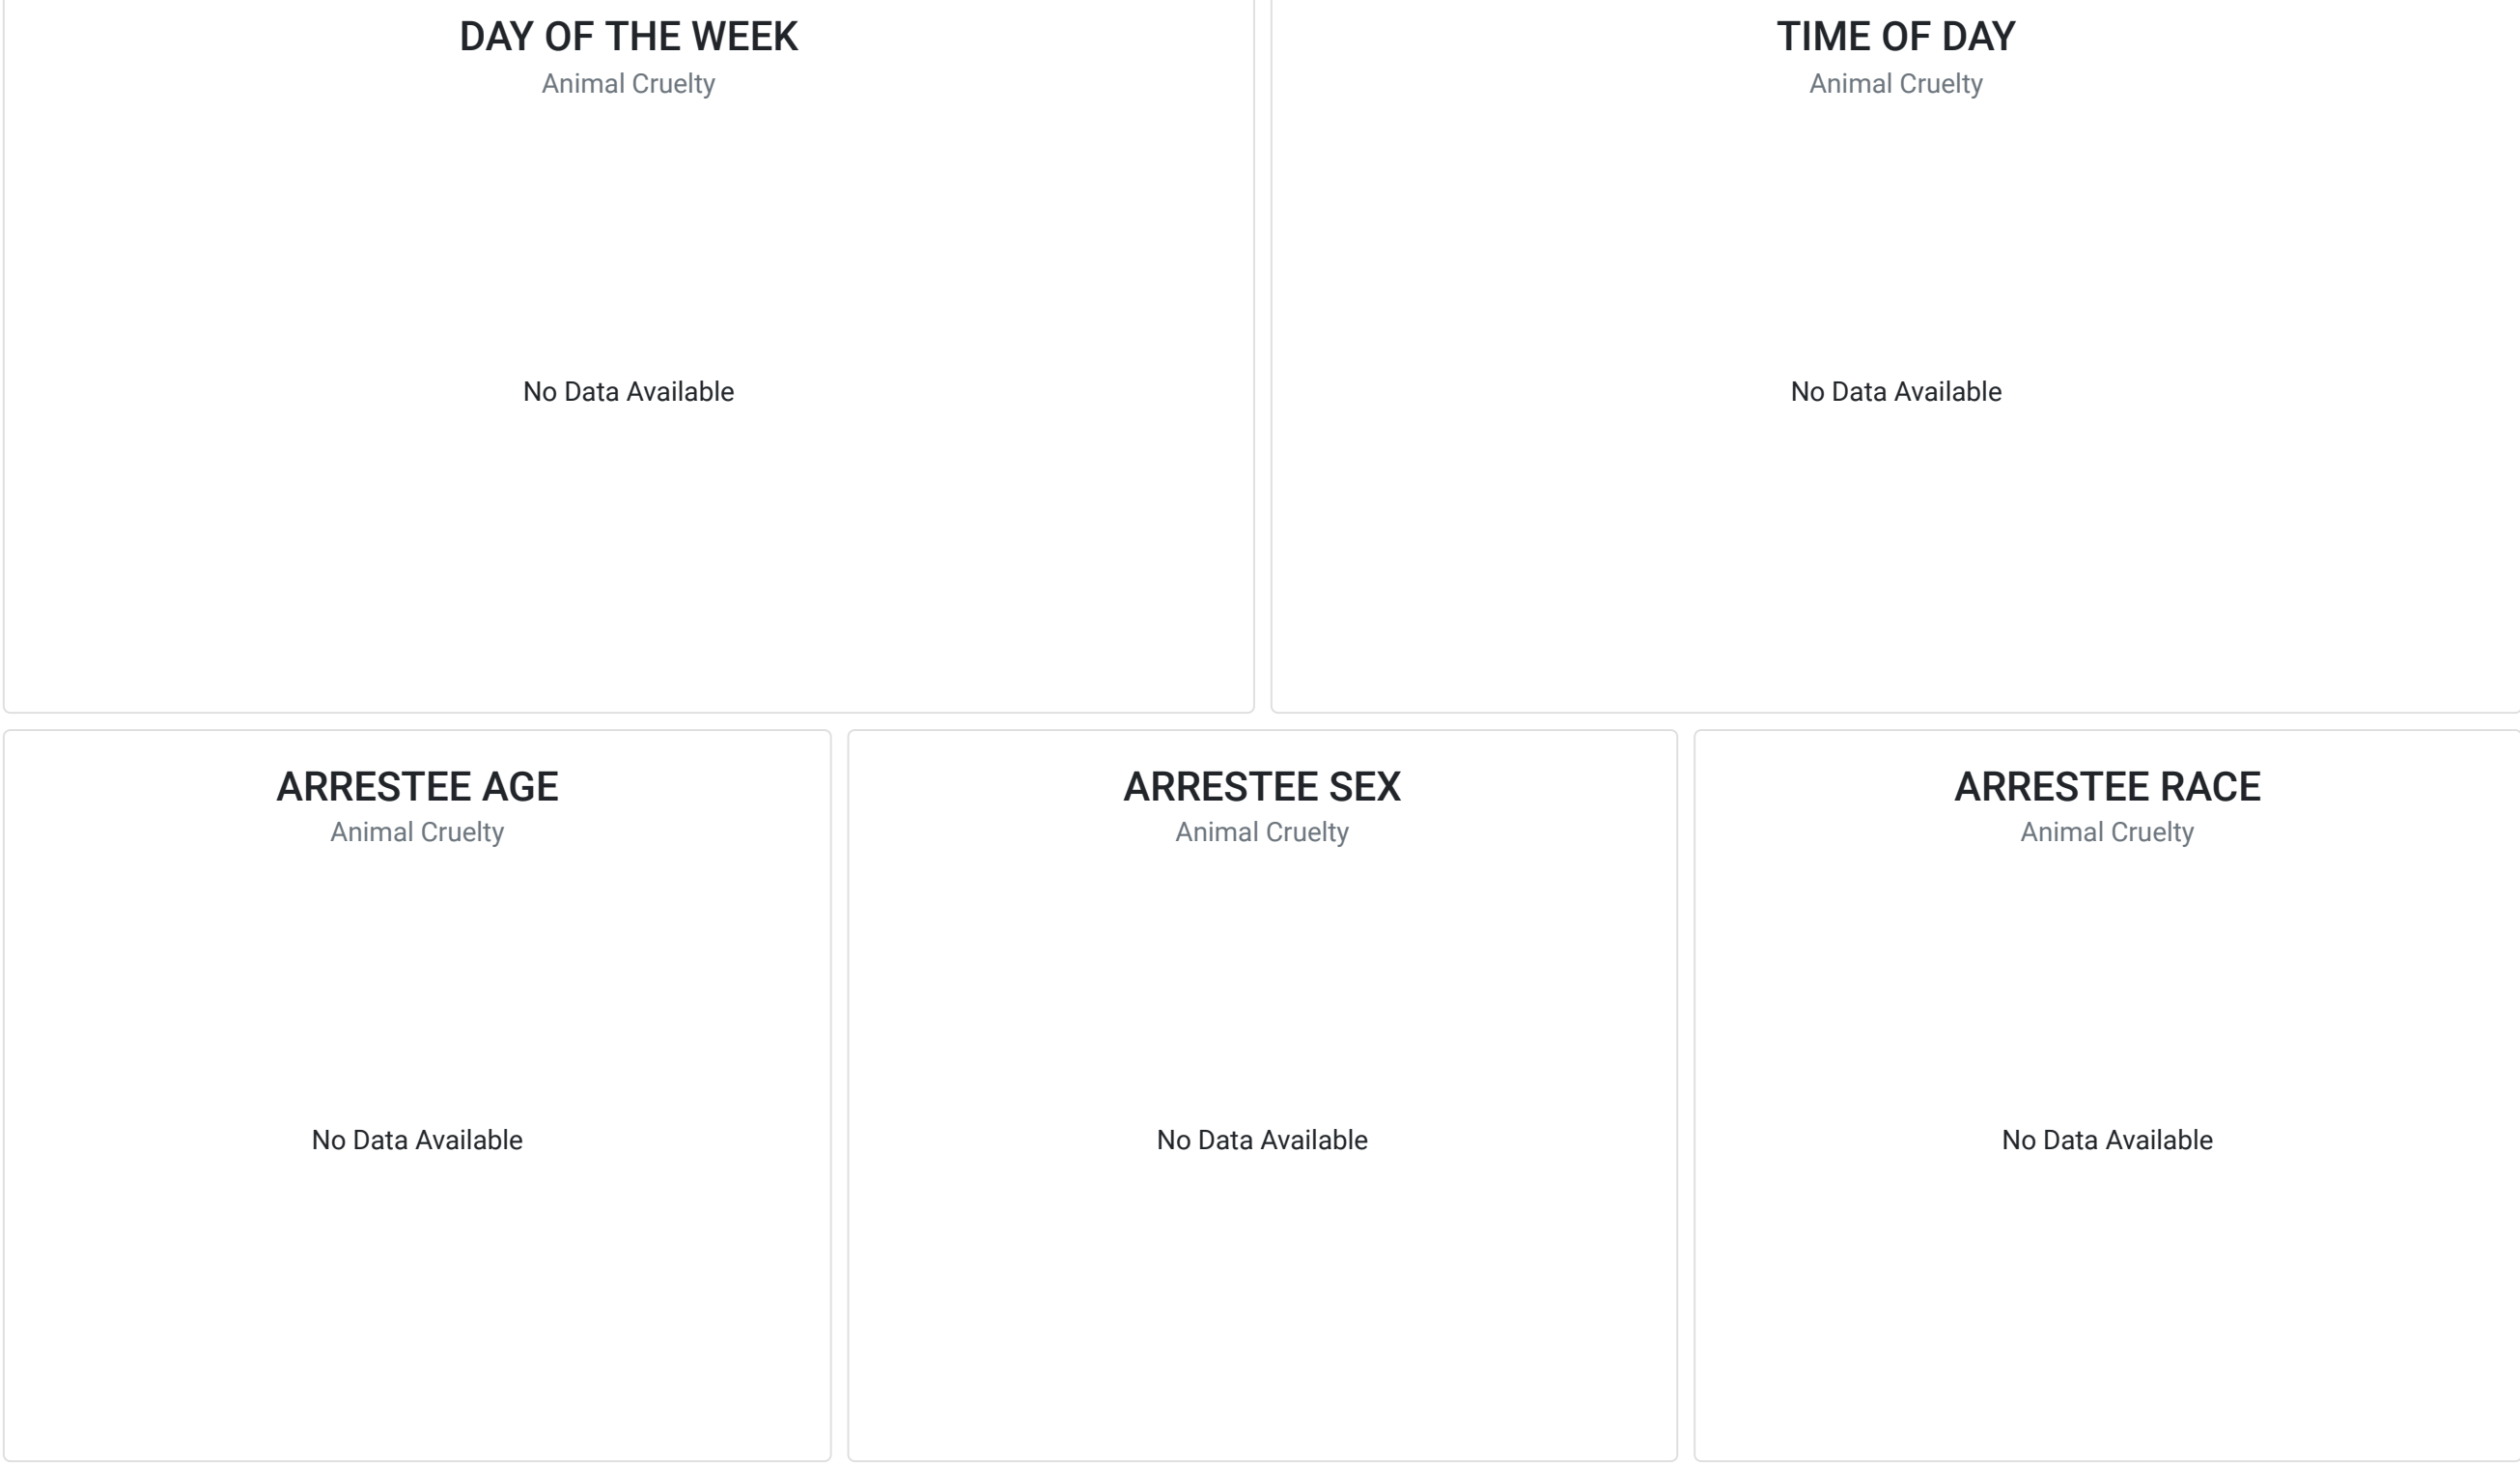 DAY OF THE WEEK
Animal Cruelty
No Data Available
TIME OF DAY
Animal Cruelty
No Data Available
ARRESTEE AGE
Animal Cruelty
No Data Available
ARRESTEE SEX
Animal Cruelty
No Data Available
ARRESTEE RACE
Animal Cruelty
No Data Available